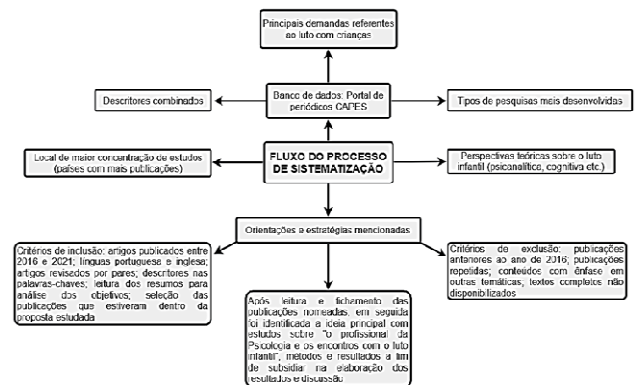 Principais demandas referentes
ao luto com crianças
Descritores combinados
Banco de dados: Portal de
periódicos CAPES
Tipos de pesquisas mais desenvolvidas
Local de maior concentração de estudos
(países com mais publicações)
FLUXO DO PROCESSO
DE SISTEMATIZAÇÃO
Perspectivas teóricas sobre o luto
infantil (psicanalítica, cognitiva etc.)
Orientações e estratégias mencionadas
Critérios de inclusão: artigos publicados entre
2016 e 2021; línguas portuguesa e inglesa;
artigos revisados por pares; descritores nas
palavras-chaves; leitura dos resumos para
análise dos objetivos; seleção das
publicações que estiveram dentro da
proposta estudada
Após leitura e fichamento das
publicações nomeadas, em seguida
foi identificada a ideia principal com
estudos sobre "o profissional da
Psicologia e os encontros com o luto
infantil", métodos e resultados a fim
de subsidiar na elaboração dos
resultados e discussão
Critérios de exclusão: publicações
anteriores ao ano de 2016; publicações
repetidas; conteúdos com ênfase em
outras temáticas; textos completos não
disponibilizados